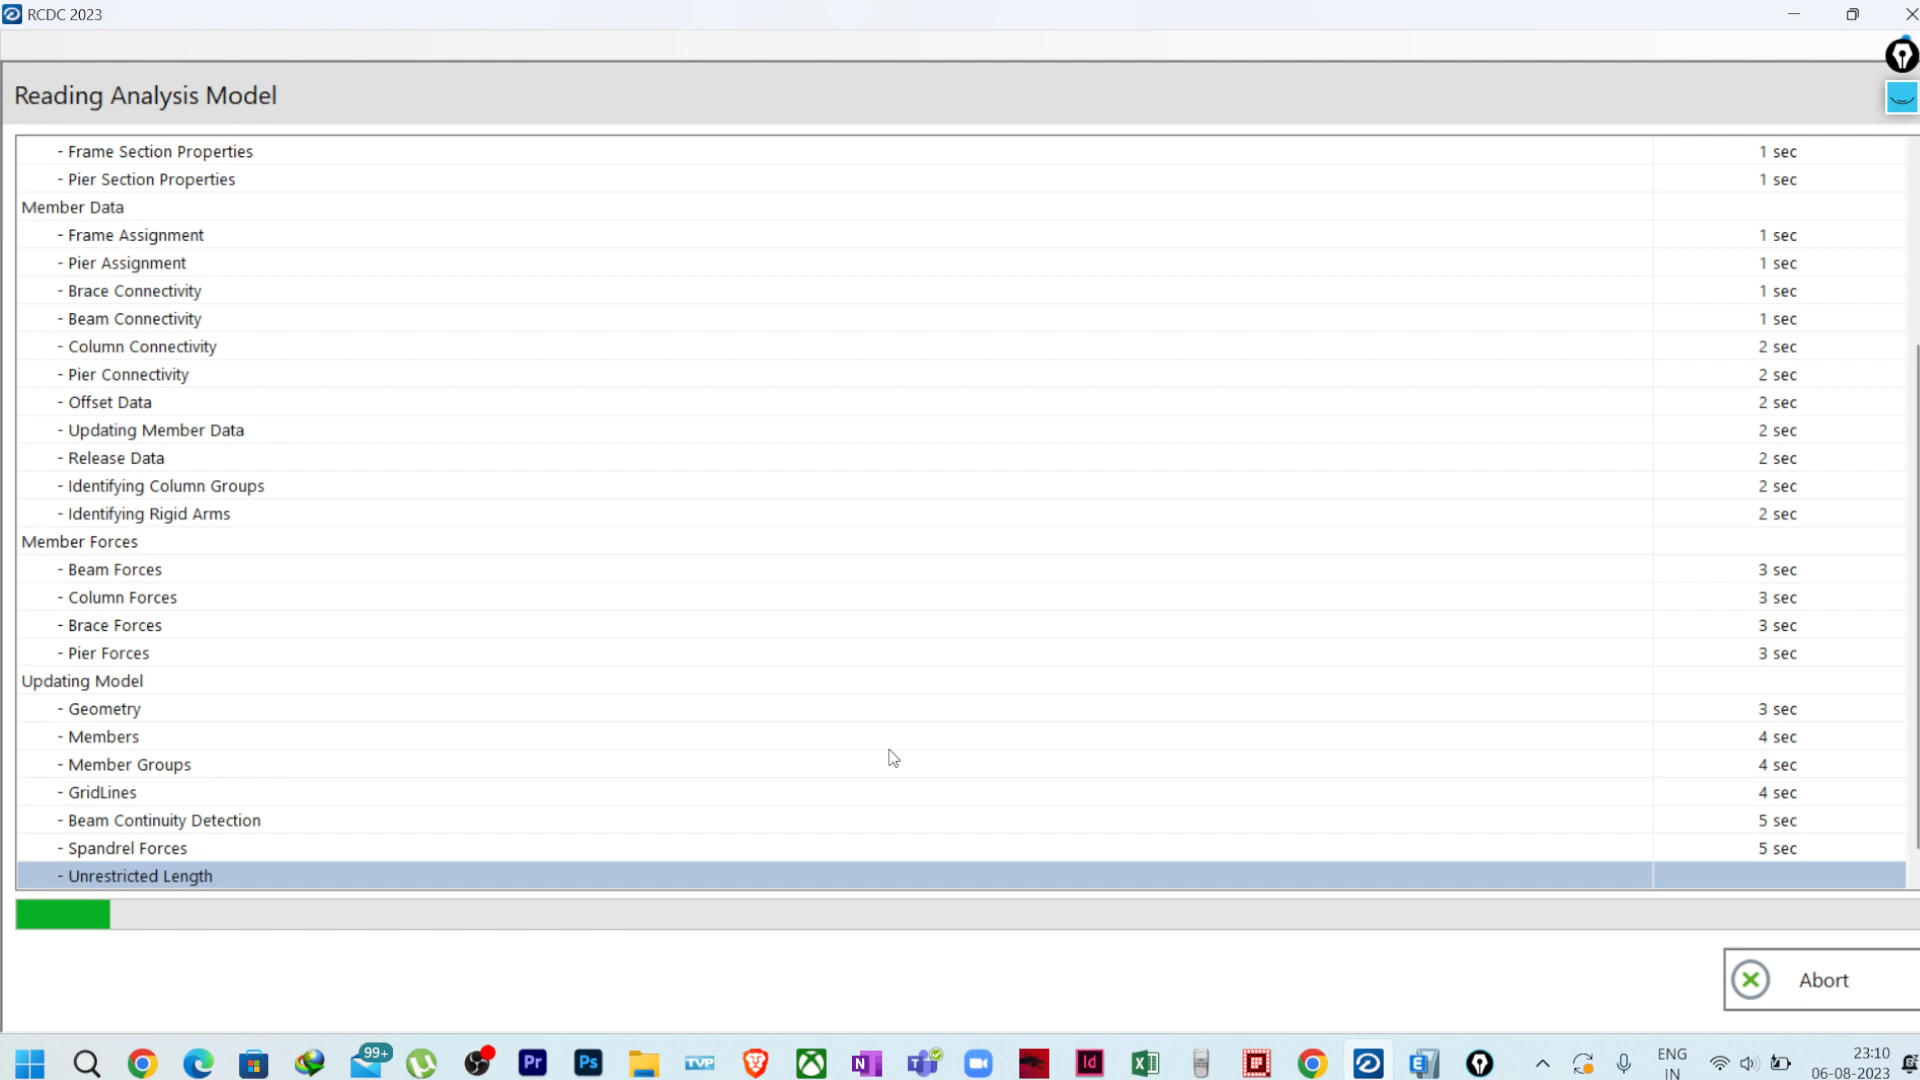 RCDC 2023
Reading Analysis Model
- Frame Section Properties 1 sec
- Pier Section Properties 1 sec
Member Data
- Frame Assignment 1 sec
- Pier Assignment 1 sec
- Brace Connectivity 1 sec
- Beam Connectivity 1 sec
- Column Connectivity 2 sec
- Pier Connectivity 2 sec
- Offset Data 2 sec
- Updating Member Data 2 sec
- Release Data 2 sec
- Identifying Column Groups 2 sec
- Identifying Rigid Arms 2 sec
Member Forces
- Beam Forces 3 sec
- Column Forces 3 sec
- Brace Forces 3 sec
- Pier Forces 3 sec
Updating Model
- Geometry 3 sec
- Members 4 sec
- Member Groups 4 sec
- GridLines 4 sec
- Beam Continuity Detection 5 sec
- Spandrel Forces 5 sec
- Unrestricted Length
Abort
99+ Pr Ps TVP N T Id X E ENG 23:10
IN 06-08-2023